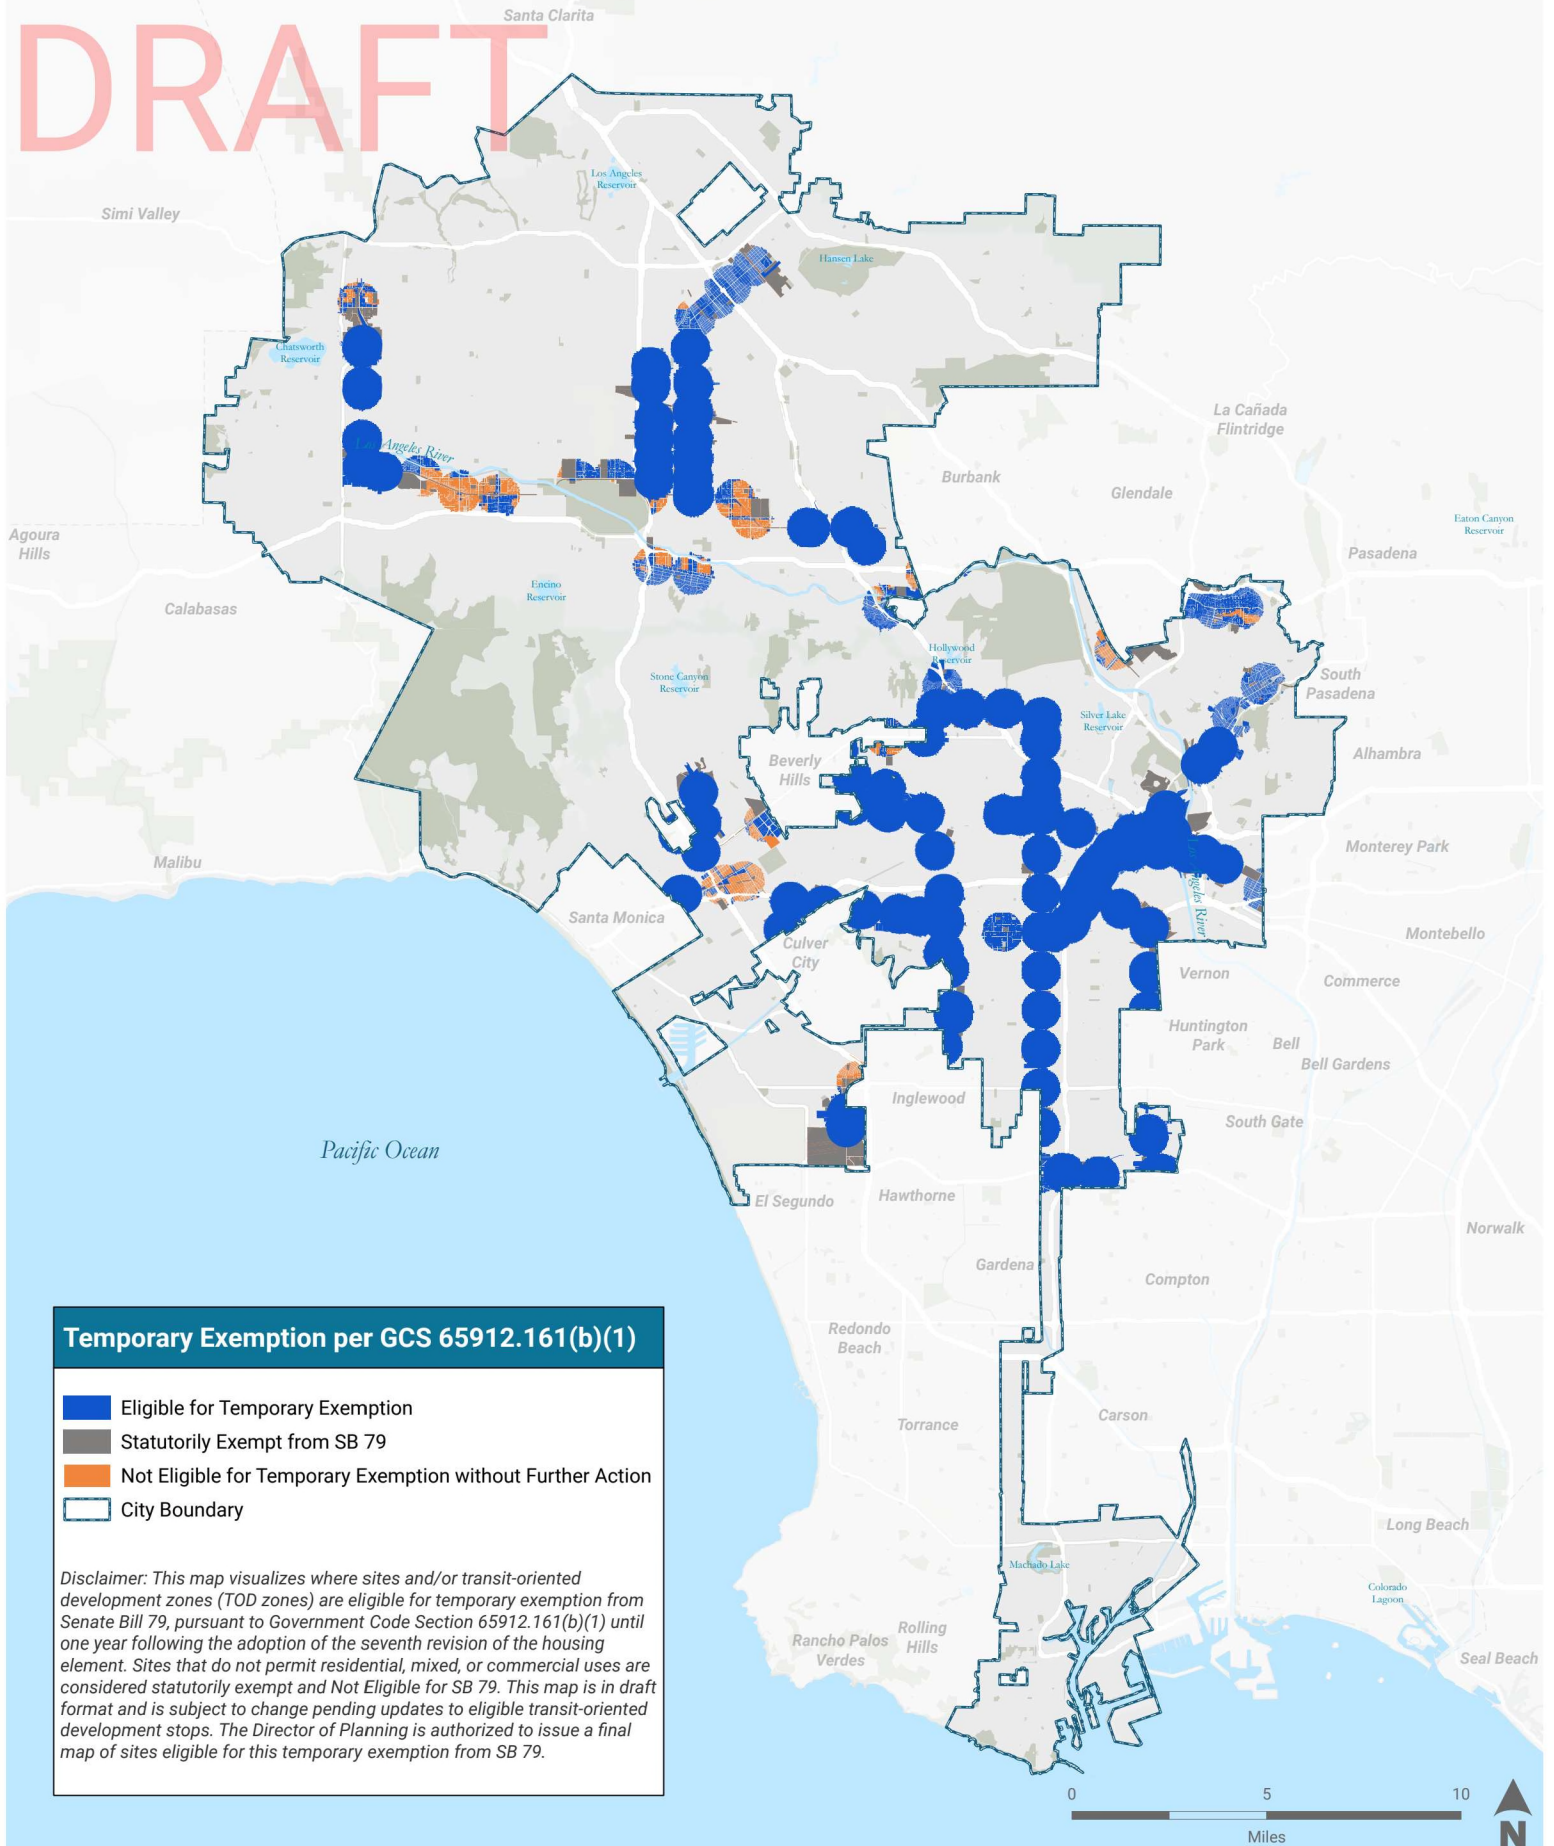 DRAFT
Santa Clarita
Los Angeles
Reservoir
Simi Valley
Hansen Lake
Chatsworth
Reservoir
La Cañada
Flintridge
Los Angeles River
Burbank
Glendale
Eaton Canyon
Reservoir
Agoura
Hills
Pasadena
Encino
Reservoir
Calabasas
Hollywood
Reservoir
Stone Canyon
Reservoir
South
Pasadena
Silver Lake
Reservoir
Beverly
Hills
Alhambra
Malibu
Monterey Park
Los Angeles River
Santa Monica
Culver
City
Montebello
Vernon
Commerce
Huntington
Park
Bell
Bell Gardens
Inglewood
South Gate
Pacific Ocean
El Segundo
Hawthorne
Norwalk
Gardena
Compton
Redondo
Beach
Torrance
Carson
Long Beach
Machado Lake
Colorado
Lagoon
Rolling
Hills
Rancho Palos
Verdes
Seal Beach
Temporary Exemption per GCS 65912.161(b)(1)
Eligible for Temporary Exemption
Statutorily Exempt from SB 79
Not Eligible for Temporary Exemption without Further Action
City Boundary
Disclaimer: This map visualizes where sites and/or transit-oriented
development zones (TOD zones) are eligible for temporary exemption from
Senate Bill 79, pursuant to Government Code Section 65912.161(b)(1) until
one year following the adoption of the seventh revision of the housing
element. Sites that do not permit residential, mixed, or commercial uses are
considered statutorily exempt and Not Eligible for SB 79. This map is in draft
format and is subject to change pending updates to eligible transit-oriented
development stops. The Director of Planning is authorized to issue a final
map of sites eligible for this temporary exemption from SB 79.
0 5 10
Miles
N